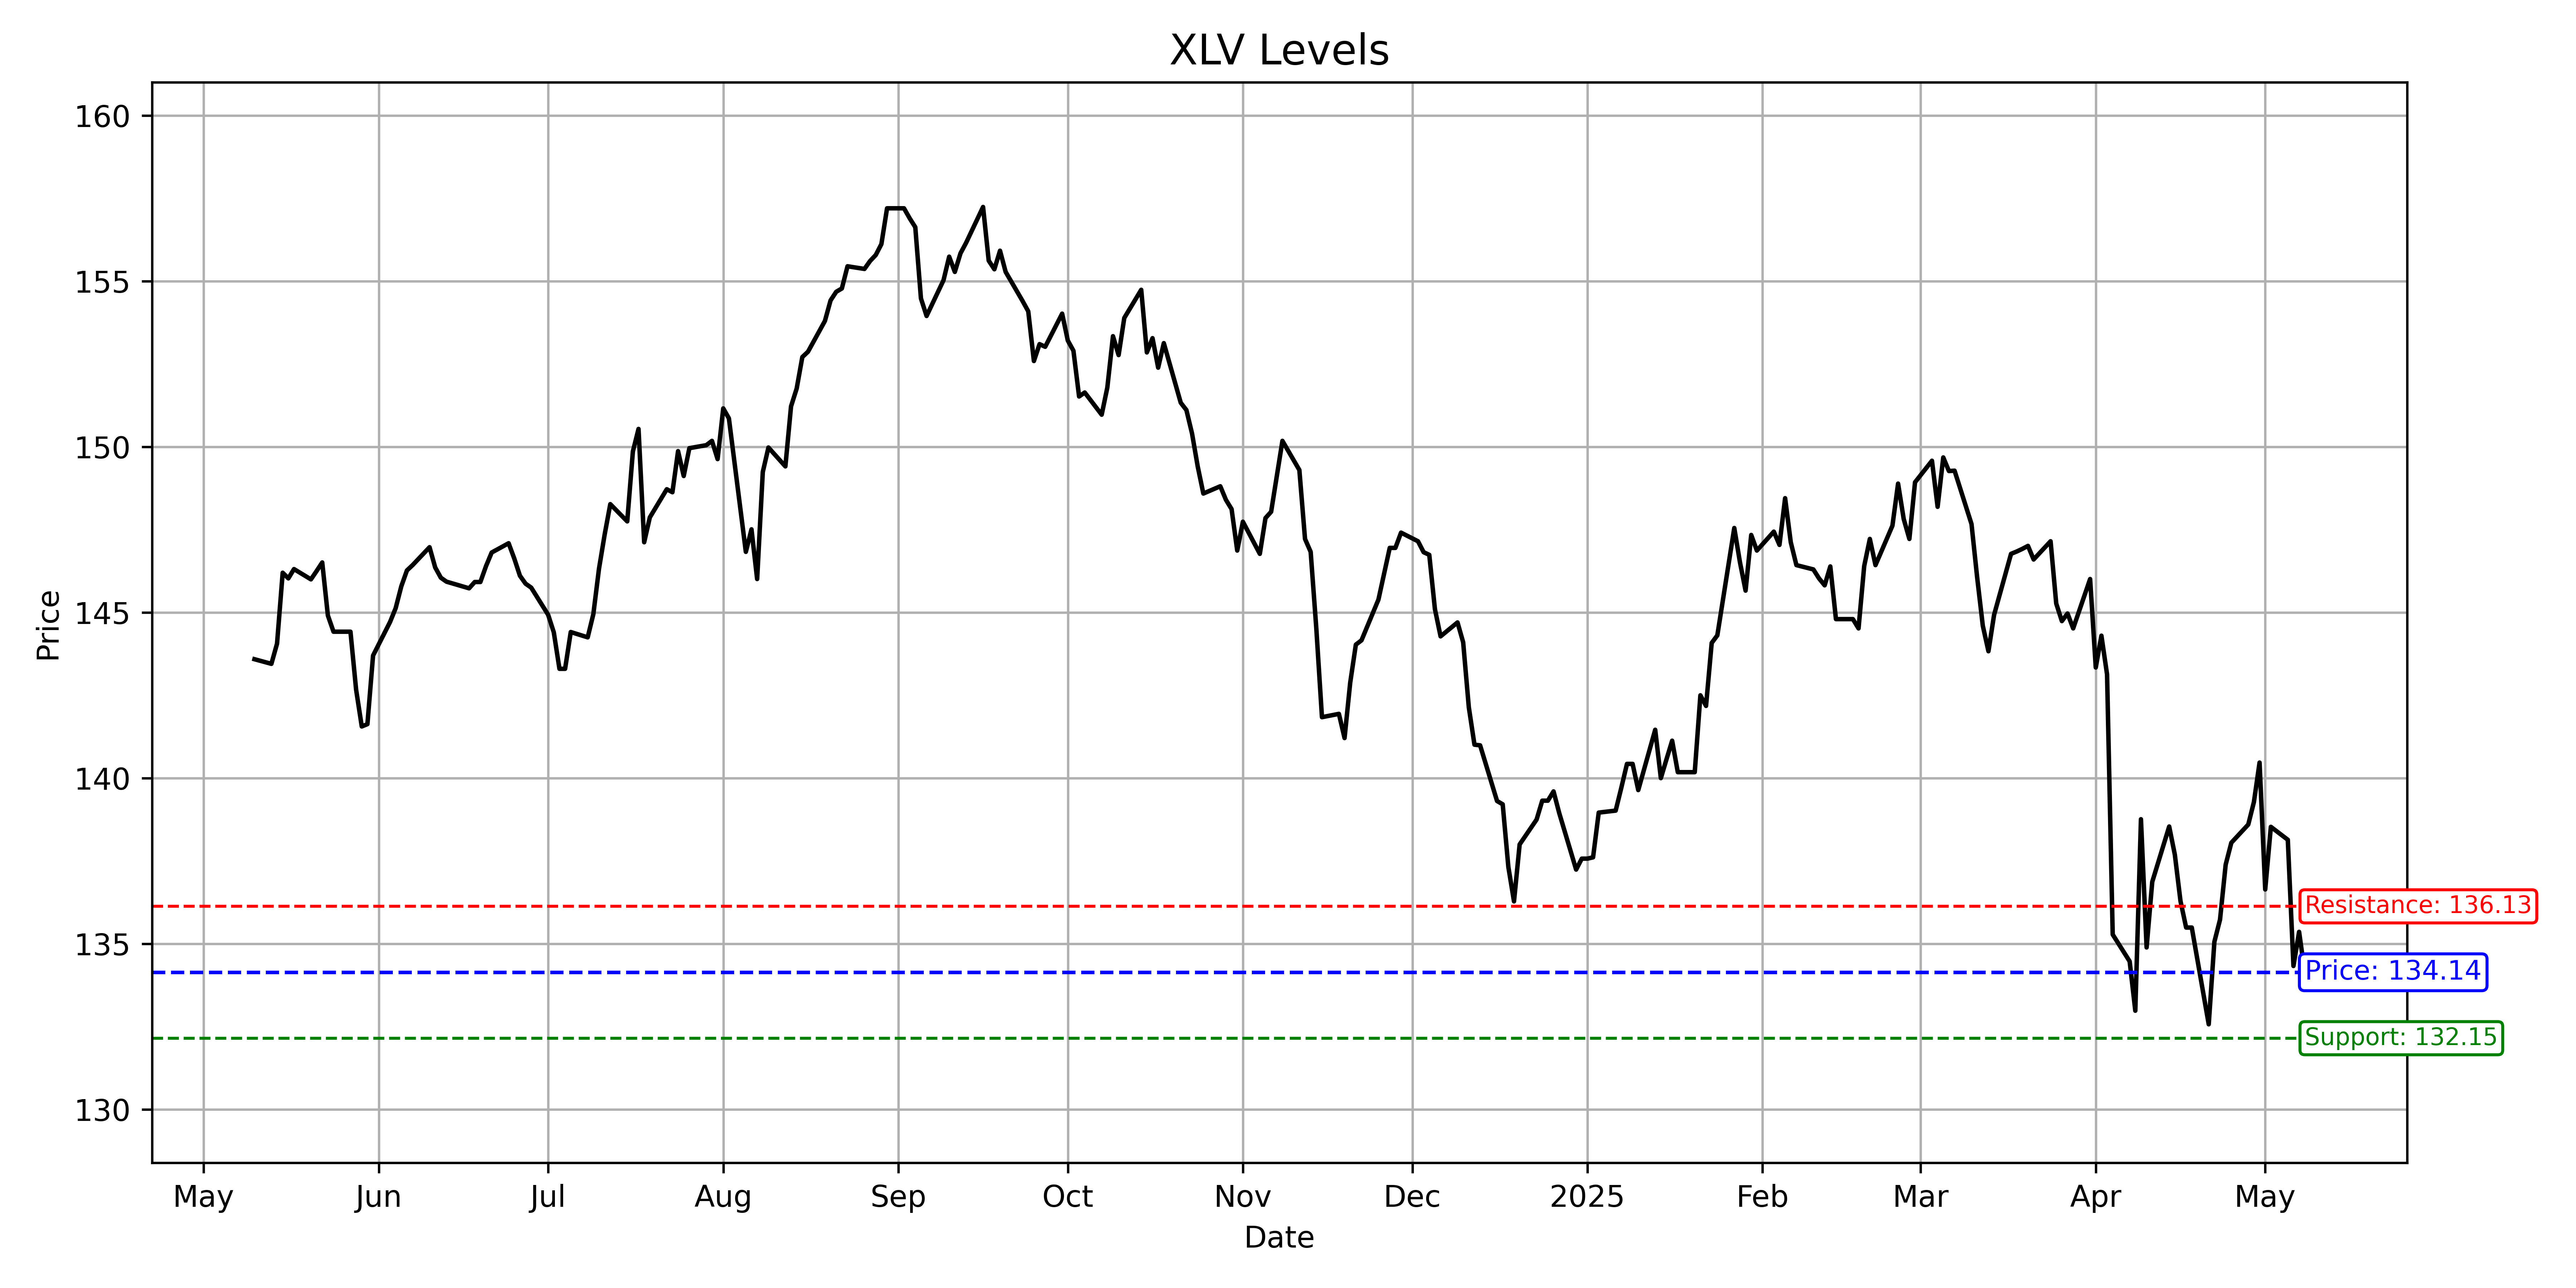 XLV Levels
Price
160
155
150
145
140
135
130
Resistance: 136.13
Price: 134.14
Support: 132.15
May Jun Jul Aug Sep Oct Nov Dec 2025 Feb Mar Apr May
Date